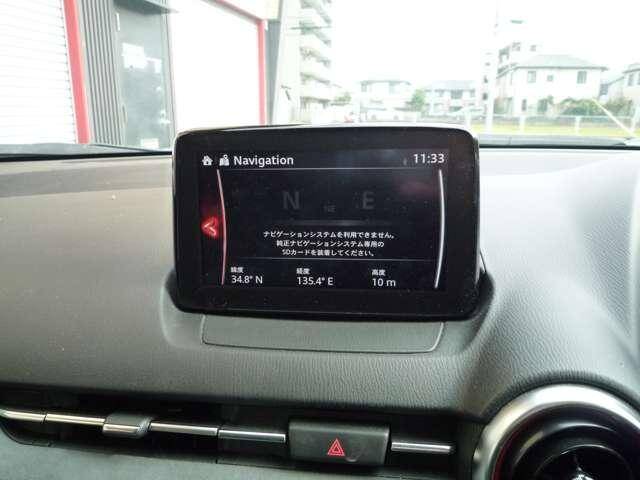 Navigation 11:33
N NE E
ナビゲーションシステムを利用できません。
純正ナビゲーションシステム専用の
SDカードを装着してください。
緯度 経度 高度
34.8° N 135.4° E 10 m